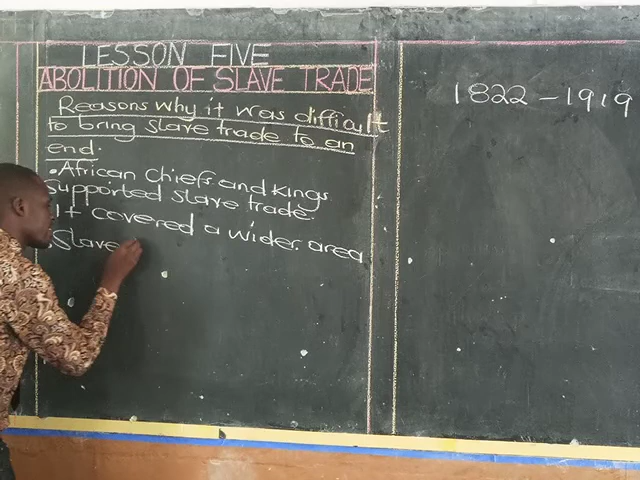 LESSON FIVE
ABOLITION OF SLAVE TRADE
Reasons why it was difficult
to bring slave trade to an
end.
• African Chiefs and kings
supported slave trade.
. It covered a wider area
. Slave
1822 - 1919